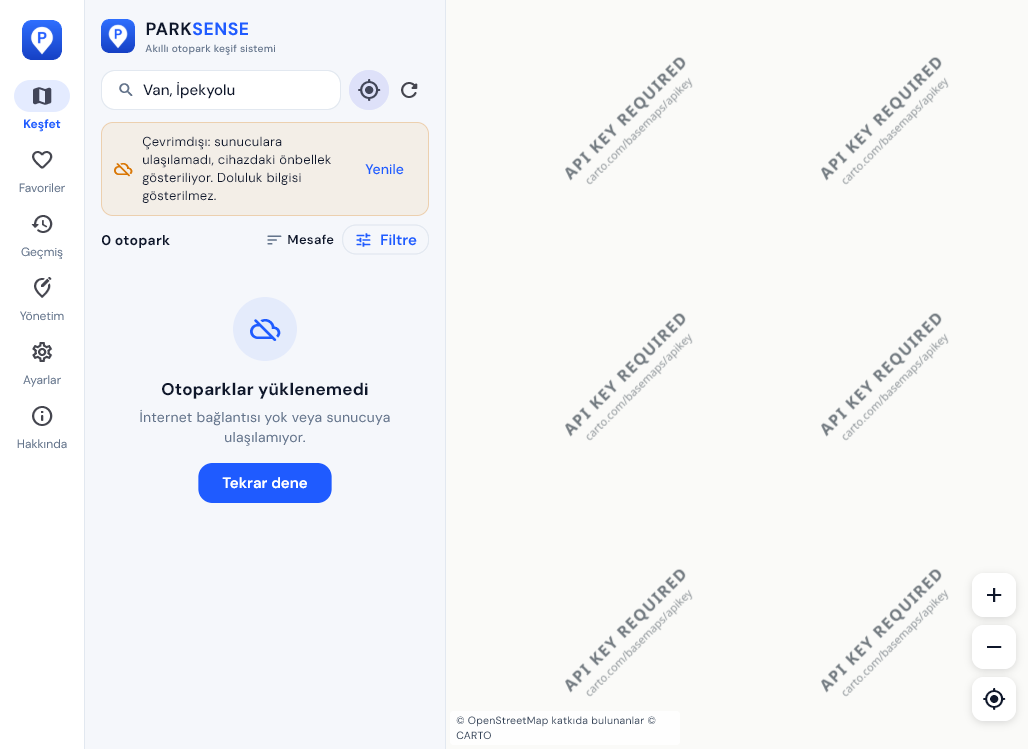 P
P
PARKSENSE
Akıllı otopark keşif sistemi
Van, İpekyolu
Keşfet
Favoriler
Geçmiş
Yönetim
Ayarlar
Hakkında
Çevrimdışı: sunuculara
ulaşılamadı, cihazdaki önbellek
gösteriliyor. Doluluk bilgisi
gösterilmez.
Yenile
0 otopark
Mesafe
Filtre
Otoparklar yüklenemedi
İnternet bağlantısı yok veya sunucuya
ulaşılamıyor.
Tekrar dene
API KEY REQUIRED
carto.com/basemaps/apikey
API KEY REQUIRED
carto.com/basemaps/apikey
API KEY REQUIRED
carto.com/basemaps/apikey
API KEY REQUIRED
carto.com/basemaps/apikey
API KEY REQUIRED
carto.com/basemaps/apikey
API KEY REQUIRED
carto.com/basemaps/apikey
© OpenStreetMap katkıda bulunanlar ©
CARTO